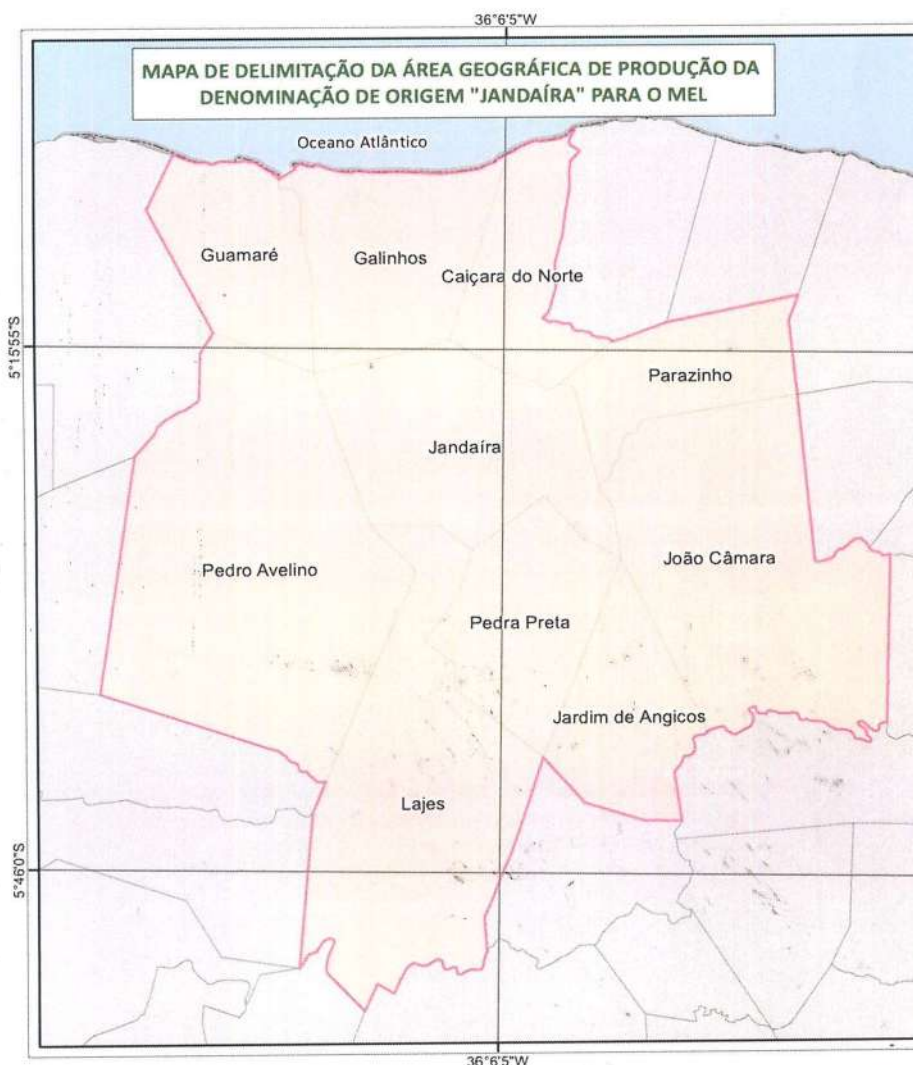 36°6'5"W
MAPA DE DELIMITAÇÃO DA ÁREA GEOGRÁFICA DE PRODUÇÃO DA
DENOMINAÇÃO DE ORIGEM "JANDAÍRA" PARA O MEL
Oceano Atlântico
Guamaré
Galinhos
Caiçara do Norte
5°15'55"S
Parazinho
Jandaíra
João Câmara
Pedro Avelino
Pedra Preta
Jardim de Angicos
Lajes
5°46'0"S
36°6'5"W